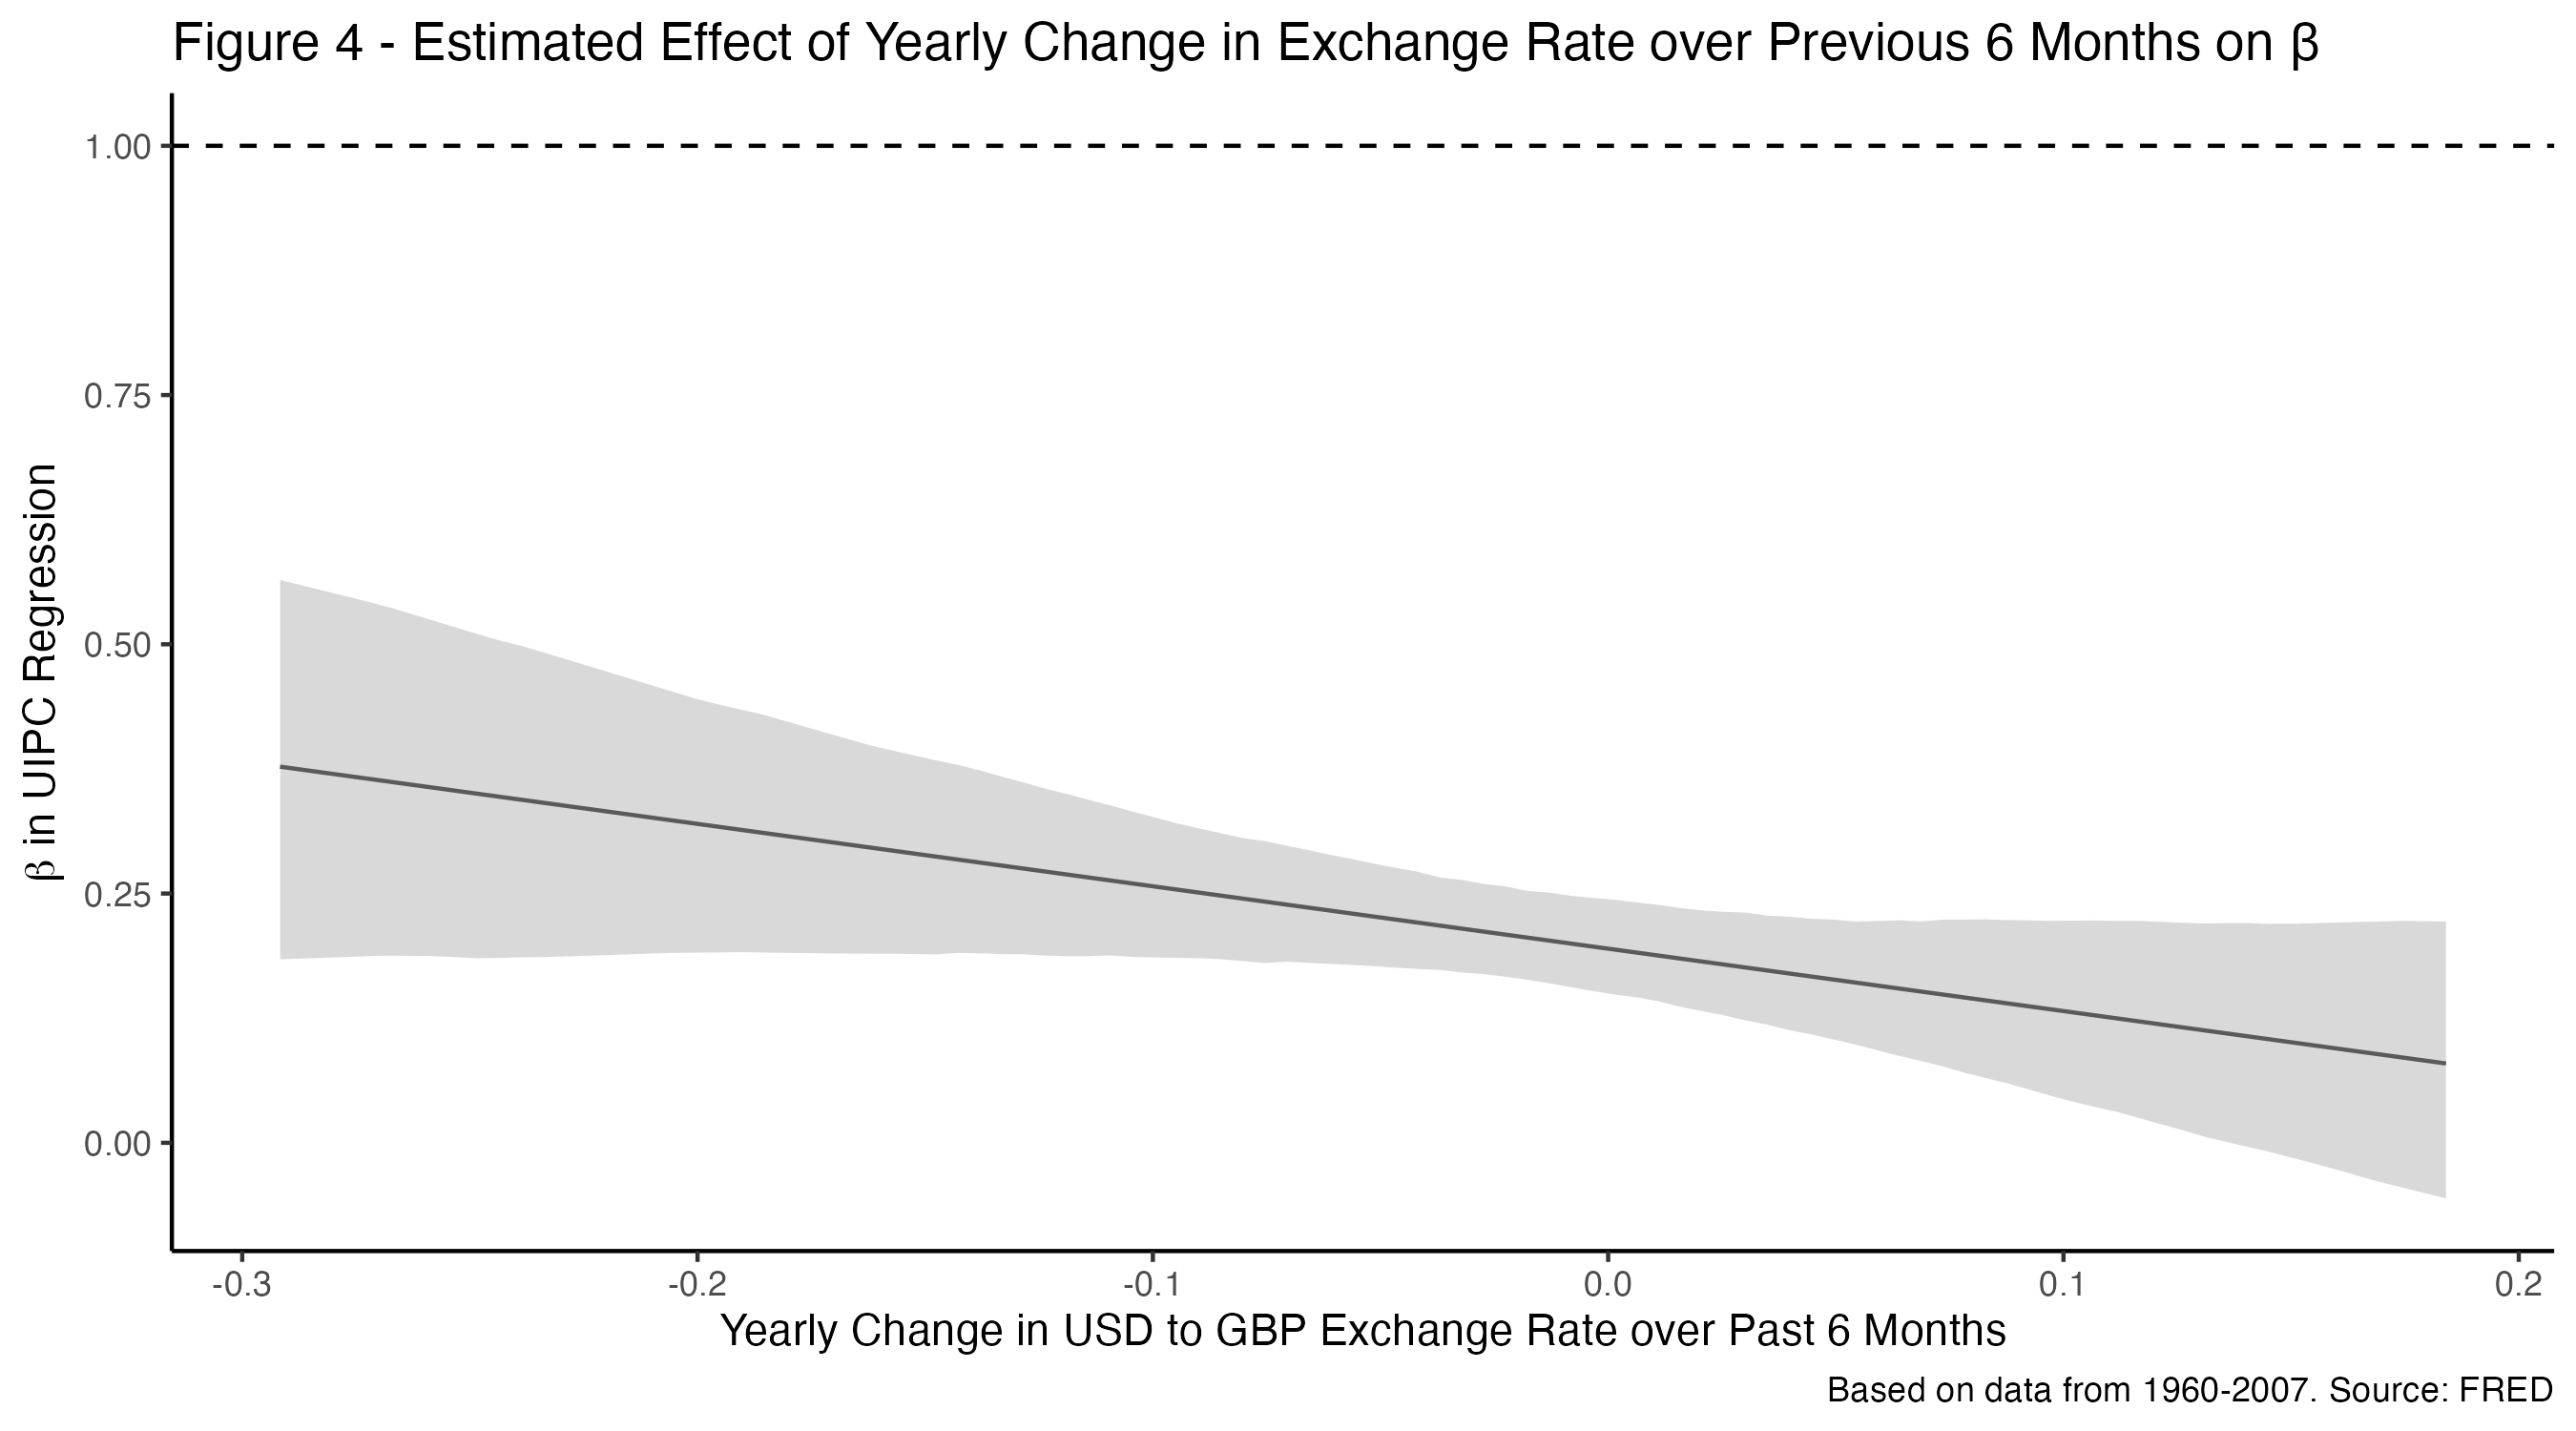 Figure 4 - Estimated Effect of Yearly Change in Exchange Rate over Previous 6 Months on β
1.00
0.75
0.50
0.25
0.00
β in UIPC Regression
-0.3
-0.2
-0.1
0.0
0.1
0.2
Yearly Change in USD to GBP Exchange Rate over Past 6 Months
Based on data from 1960-2007. Source: FRED